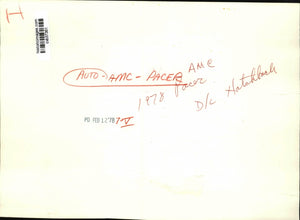 I
AUTO-AMC-PACER
AMC
1978 Pacer
D/c Hatchback
PD FEB 12'78
V